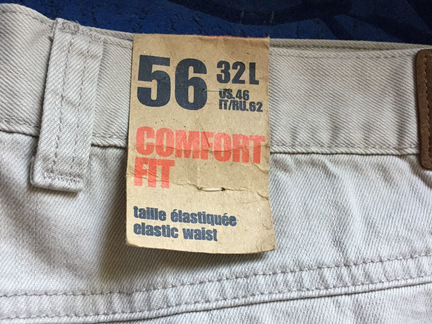 56 32L
US.46
IT/RU.62
COMFORT
FIT
taille élastiquée
elastic waist